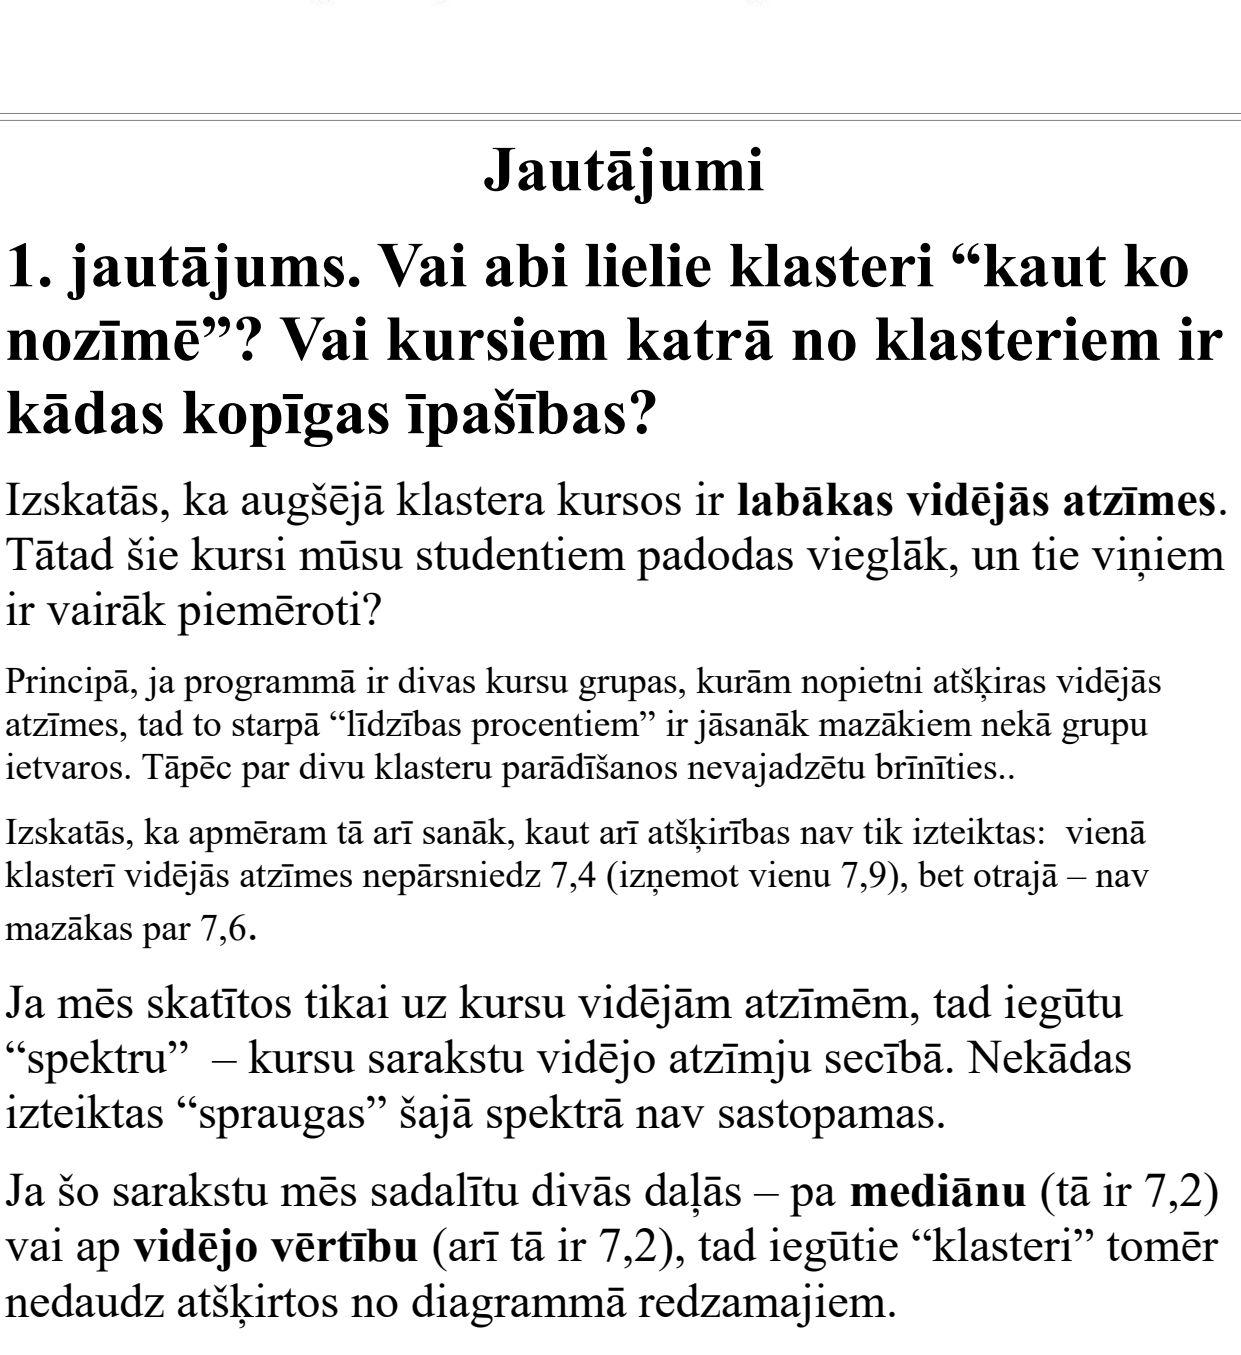 Jautājumi
1. jautājums. Vai abi lielie klasteri “kaut ko
nozīmē”? Vai kursiem katrā no klasteriem ir
kādas kopīgas īpašības?
Izskatās, ka augšējā klastera kursos ir labākas vidējās atzīmes.
Tātad šie kursi mūsu studentiem padodas vieglāk, un tie viņiem
ir vairāk piemēroti?
Principā, ja programmā ir divas kursu grupas, kurām nopietni atšķiras vidējās
atzīmes, tad to starpā “līdzības procentiem” ir jāsanāk mazākiem nekā grupu
ietvaros. Tāpēc par divu klasteru parādīšanos nevajadzētu brīnīties..
Izskatās, ka apmēram tā arī sanāk, kaut arī atšķirības nav tik izteiktas:  vienā
klasterī vidējās atzīmes nepārsniedz 7,4 (izņemot vienu 7,9), bet otrajā – nav
mazākas par 7,6.
Ja mēs skatītos tikai uz kursu vidējām atzīmēm, tad iegūtu
“spektru”  – kursu sarakstu vidējo atzīmju secībā. Nekādas
izteiktas “spraugas” šajā spektrā nav sastopamas.
Ja šo sarakstu mēs sadalītu divās daļās – pa mediānu (tā ir 7,2)
vai ap vidējo vērtību (arī tā ir 7,2), tad iegūtie “klasteri” tomēr
nedaudz atšķirtos no diagrammā redzamajiem.